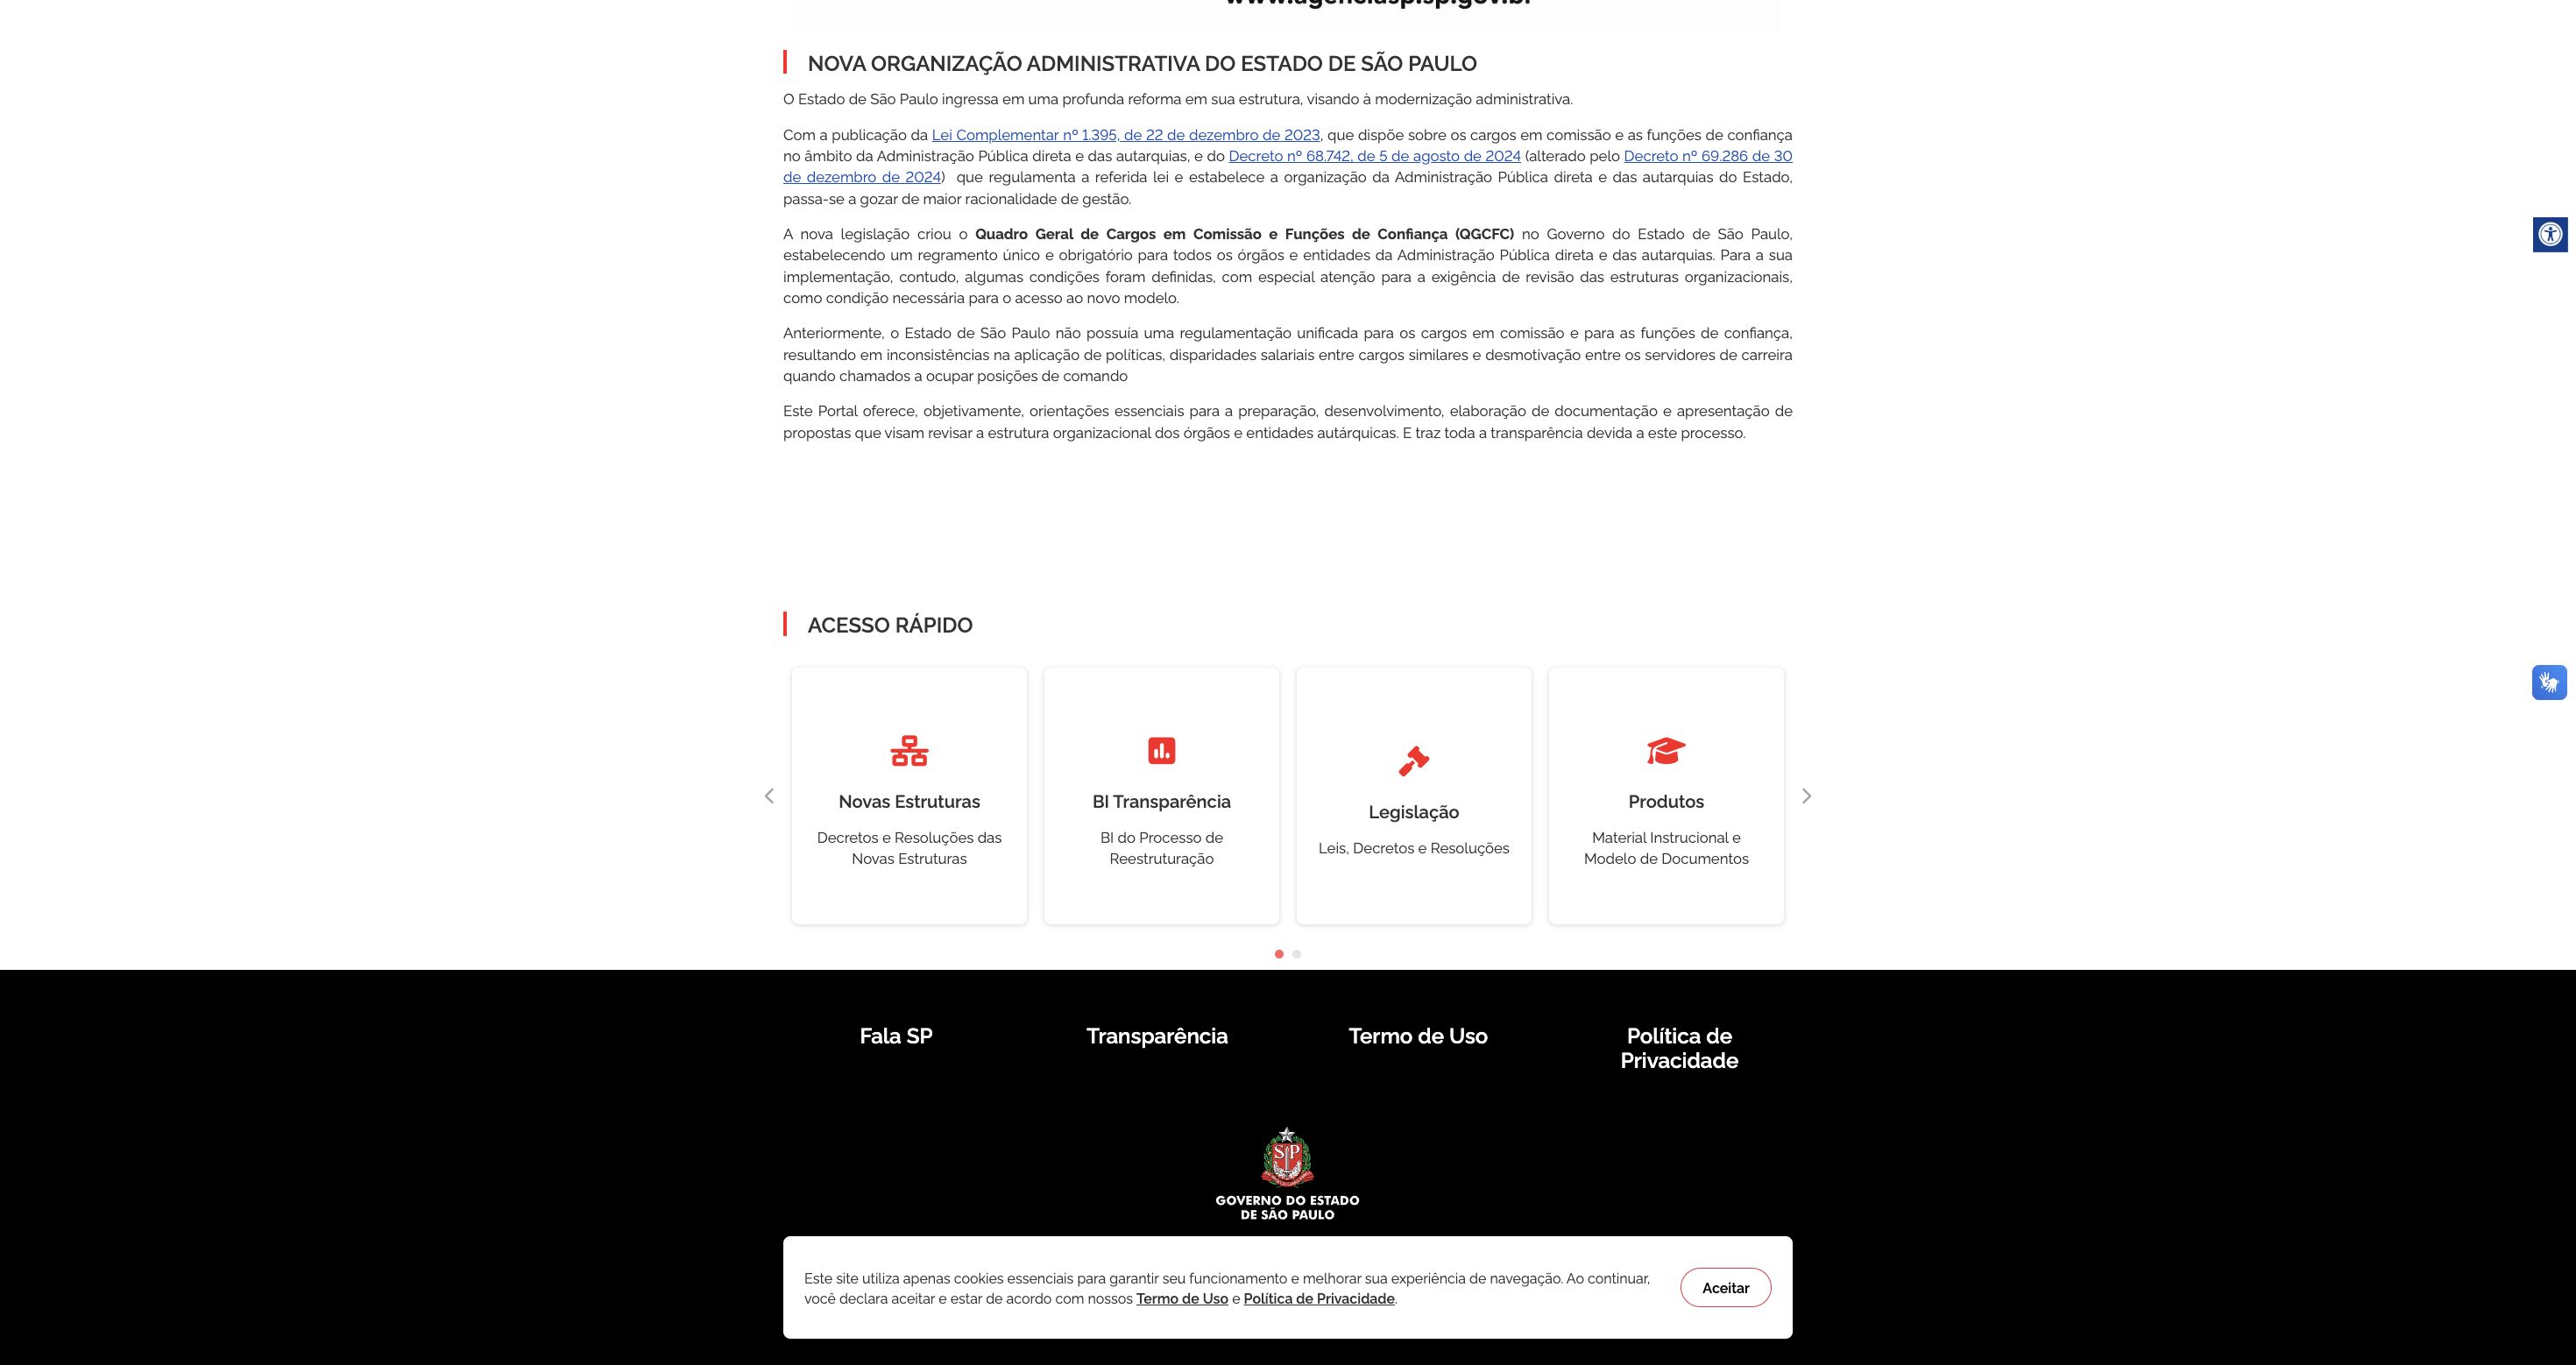 NOVA ORGANIZAÇÃO ADMINISTRATIVA DO ESTADO DE SÃO PAULO
O Estado de São Paulo ingressa em uma profunda reforma em sua estrutura, visando à modernização administrativa.
Com a publicação da Lei Complementar nº 1.395, de 22 de dezembro de 2023, que dispõe sobre os cargos em comissão e as funções de confiança
no âmbito da Administração Pública direta e das autarquias, e do Decreto nº 68.742, de 5 de agosto de 2024 (alterado pelo Decreto nº 69.286 de 30
de dezembro de 2024)  que regulamenta a referida lei e estabelece a organização da Administração Pública direta e das autarquias do Estado,
passa-se a gozar de maior racionalidade de gestão.
A nova legislação criou o Quadro Geral de Cargos em Comissão e Funções de Confiança (QGCFC) no Governo do Estado de São Paulo,
estabelecendo um regramento único e obrigatório para todos os órgãos e entidades da Administração Pública direta e das autarquias. Para a sua
implementação, contudo, algumas condições foram definidas, com especial atenção para a exigência de revisão das estruturas organizacionais,
como condição necessária para o acesso ao novo modelo.
Anteriormente, o Estado de São Paulo não possuía uma regulamentação unificada para os cargos em comissão e para as funções de confiança,
resultando em inconsistências na aplicação de políticas, disparidades salariais entre cargos similares e desmotivação entre os servidores de carreira
quando chamados a ocupar posições de comando
Este Portal oferece, objetivamente, orientações essenciais para a preparação, desenvolvimento, elaboração de documentação e apresentação de
propostas que visam revisar a estrutura organizacional dos órgãos e entidades autárquicas. E traz toda a transparência devida a este processo.
ACESSO RÁPIDO
Novas Estruturas
Decretos e Resoluções das
Novas Estruturas
BI Transparência
BI do Processo de
Reestruturação
Legislação
Leis, Decretos e Resoluções
Produtos
Material Instrucional e
Modelo de Documentos
Fala SP
Transparência
Termo de Uso
Política de
Privacidade
SP
GOVERNO DO ESTADO
DE SÃO PAULO
Este site utiliza apenas cookies essenciais para garantir seu funcionamento e melhorar sua experiência de navegação. Ao continuar,
você declara aceitar e estar de acordo com nossos Termo de Uso e Política de Privacidade.
Aceitar